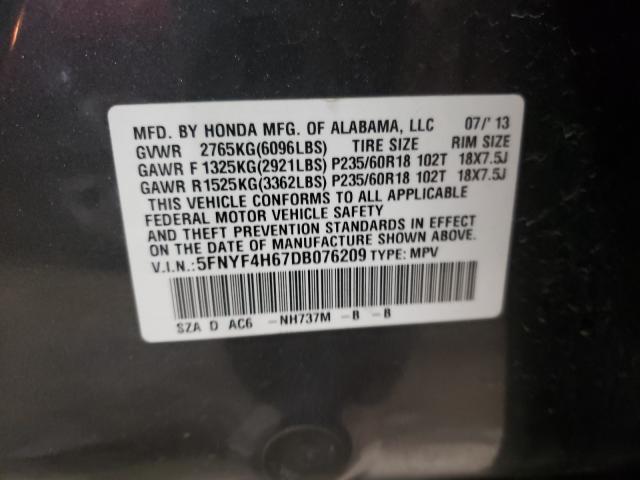 MFD. BY HONDA MFG. OF ALABAMA, LLC 07/'13
GVWR 2765KG(6096LBS) TIRE SIZE RIM SIZE
GAWR F 1325KG(2921LBS) P235/60R18 102T 18X7.5J
GAWR R1525KG(3362LBS) P235/60R18 102T 18X7.5J
THIS VEHICLE CONFORMS TO ALL APPLICABLE
FEDERAL MOTOR VEHICLE SAFETY
AND THEFT PREVENTION STANDARDS IN EFFECT
ON THE DATE OF MANUFACTURE SHOWN ABOVE.
V.I.N.:5FNYF4H67DB076209 TYPE: MPV
SZA D AC6 -NH737M -B -B